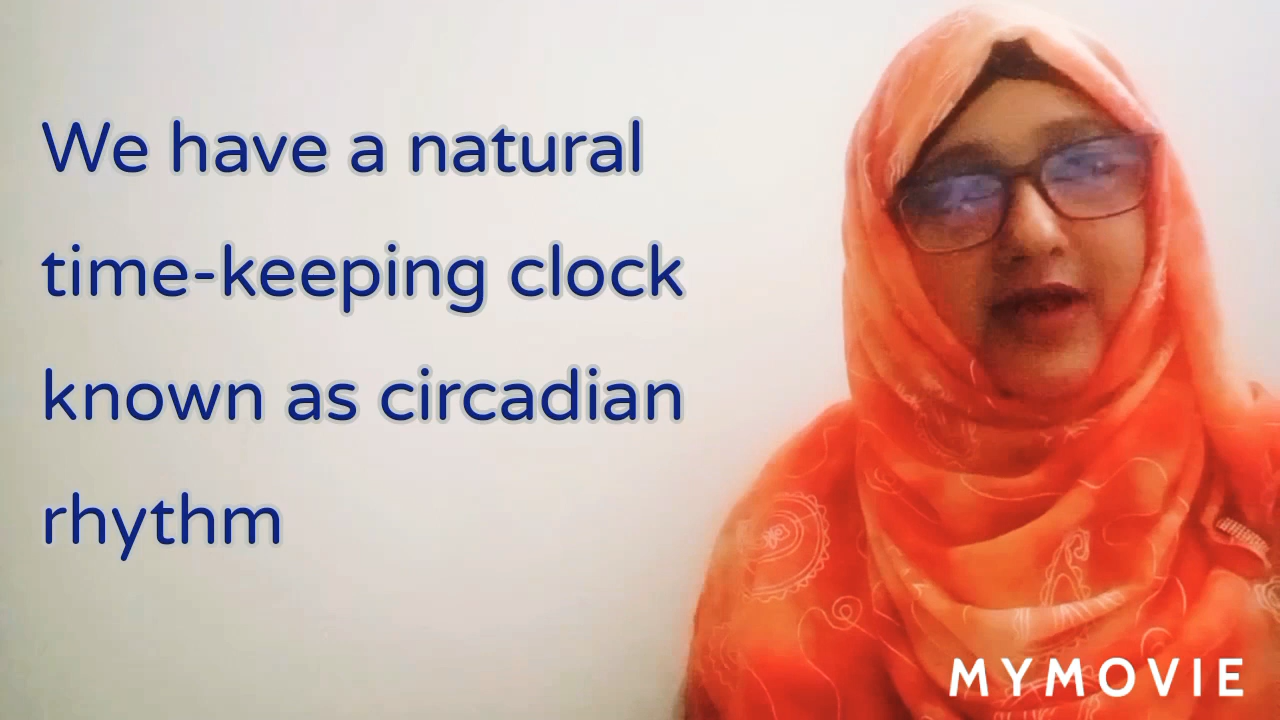 We have a natural
time-keeping clock
known as circadian
rhythm
MYMOVIE